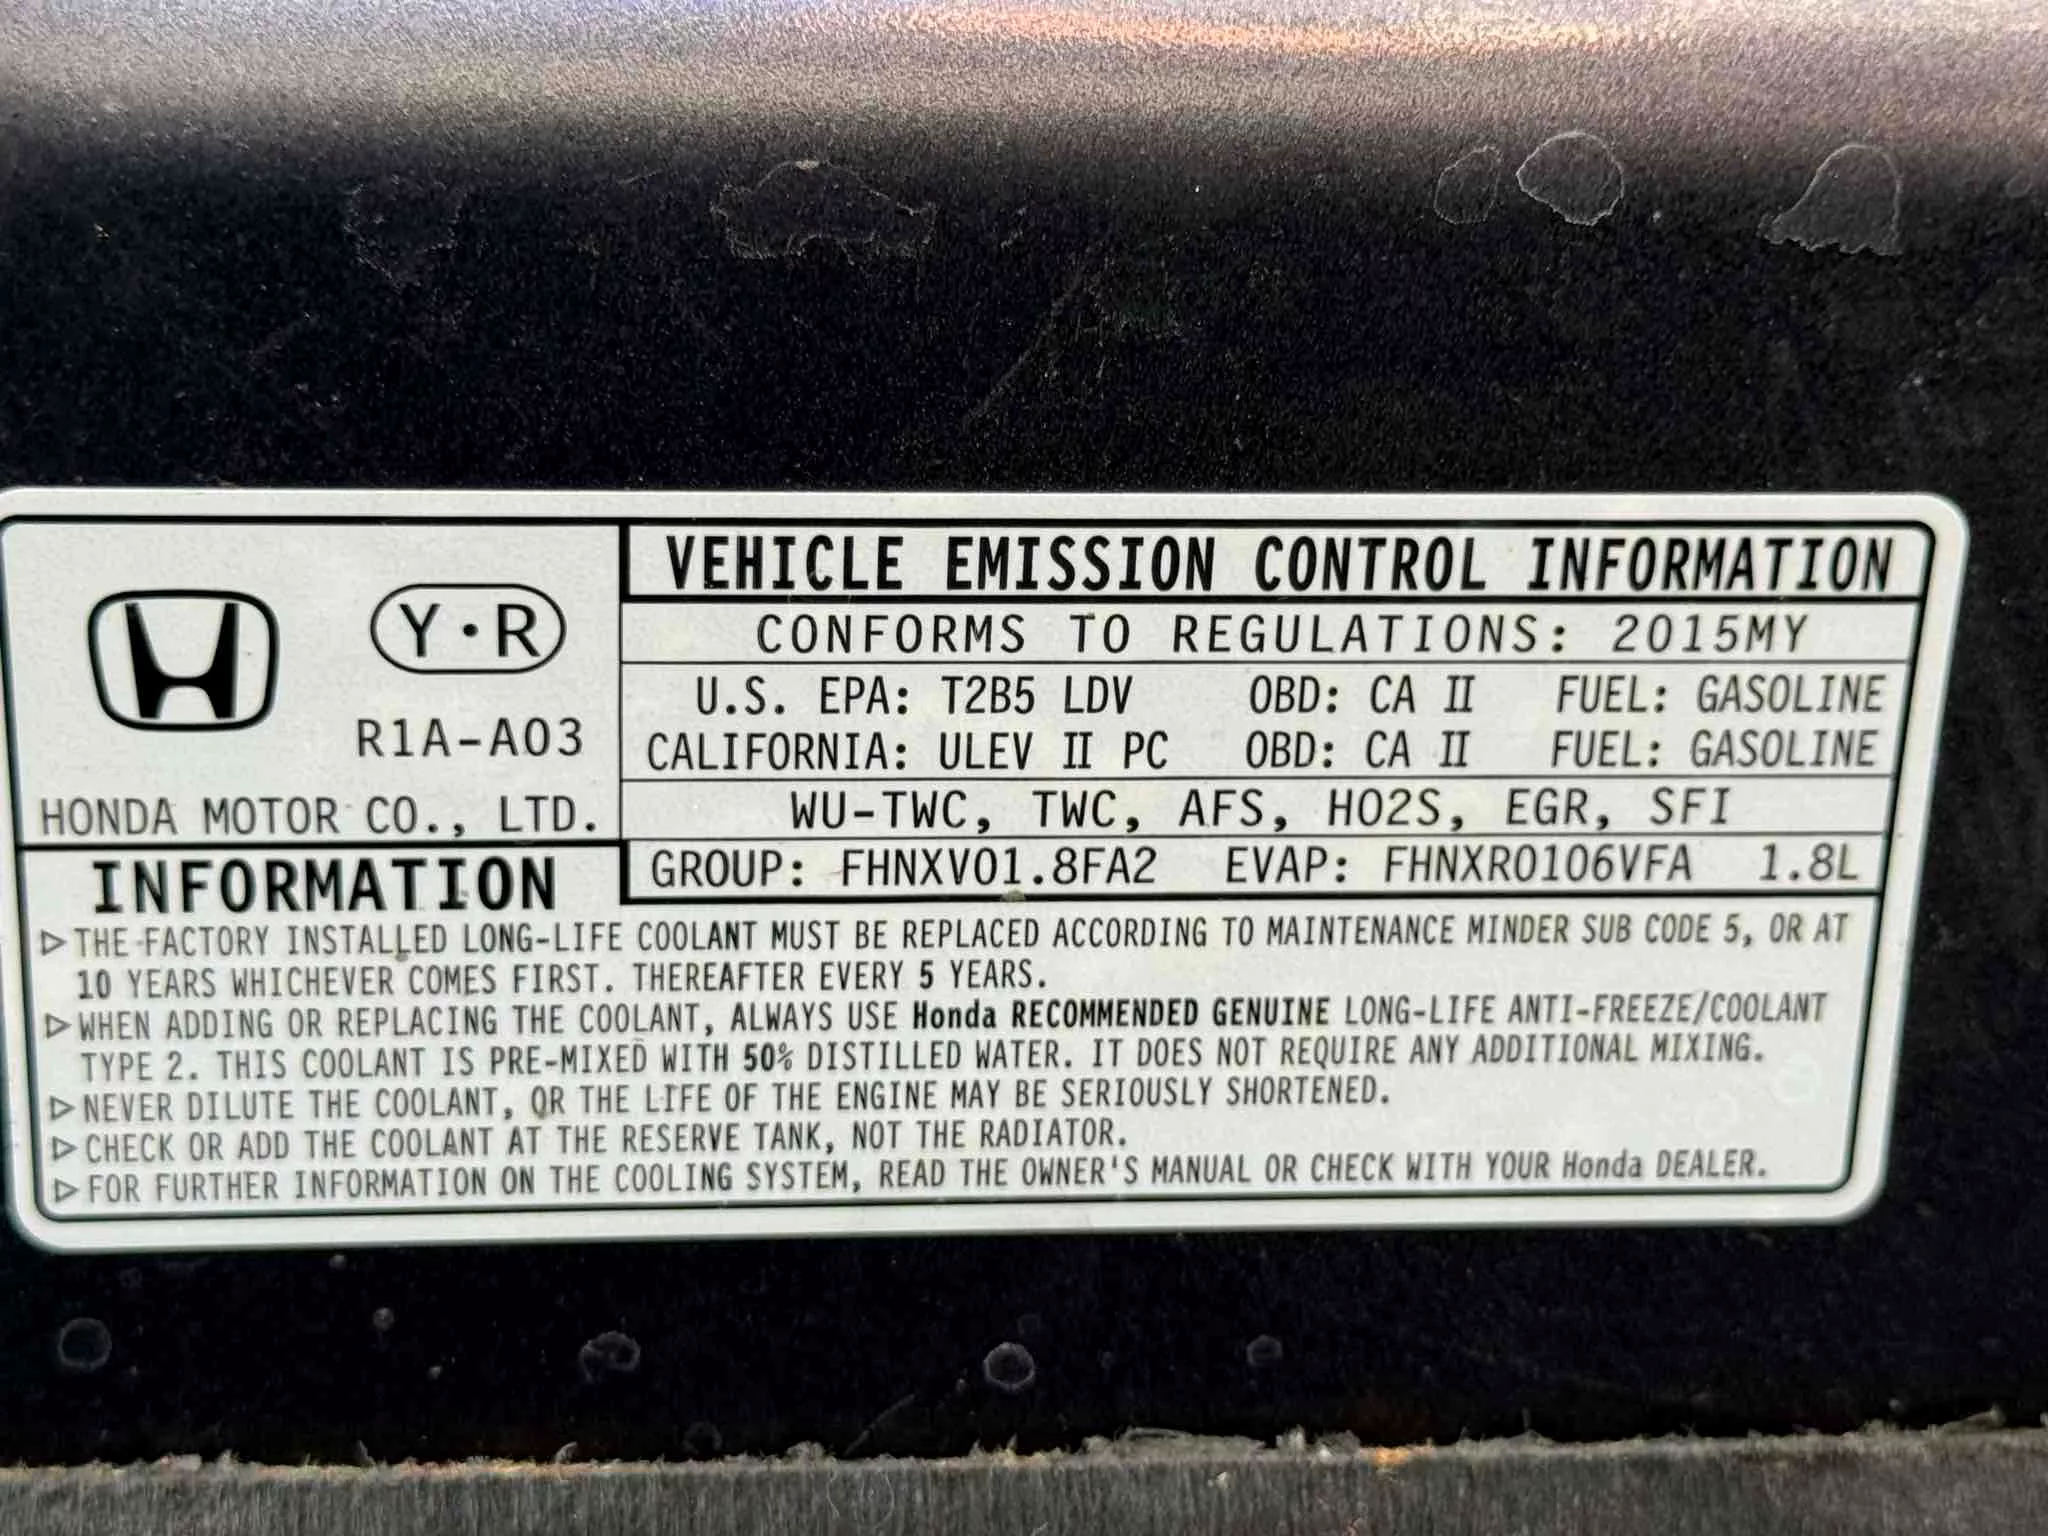 VEHICLE EMISSION CONTROL INFORMATION
Y·R
CONFORMS TO REGULATIONS: 2015MY
R1A-A03
U.S. EPA: T2B5 LDV OBD: CA II FUEL: GASOLINE
CALIFORNIA: ULEV II PC OBD: CA II FUEL: GASOLINE
HONDA MOTOR CO., LTD.
WU-TWC, TWC, AFS, HO2S, EGR, SFI
GROUP: FHNXV01.8FA2 EVAP: FHNXR0106VFA 1.8L
INFORMATION
▷THE FACTORY INSTALLED LONG-LIFE COOLANT MUST BE REPLACED ACCORDING TO MAINTENANCE MINDER SUB CODE 5, OR AT
10 YEARS WHICHEVER COMES FIRST. THEREAFTER EVERY 5 YEARS.
▷WHEN ADDING OR REPLACING THE COOLANT, ALWAYS USE Honda RECOMMENDED GENUINE LONG-LIFE ANTI-FREEZE/COOLANT
TYPE 2. THIS COOLANT IS PRE-MIXED WITH 50% DISTILLED WATER. IT DOES NOT REQUIRE ANY ADDITIONAL MIXING.
▷NEVER DILUTE THE COOLANT, OR THE LIFE OF THE ENGINE MAY BE SERIOUSLY SHORTENED.
▷CHECK OR ADD THE COOLANT AT THE RESERVE TANK, NOT THE RADIATOR.
▷FOR FURTHER INFORMATION ON THE COOLING SYSTEM, READ THE OWNER'S MANUAL OR CHECK WITH YOUR Honda DEALER.